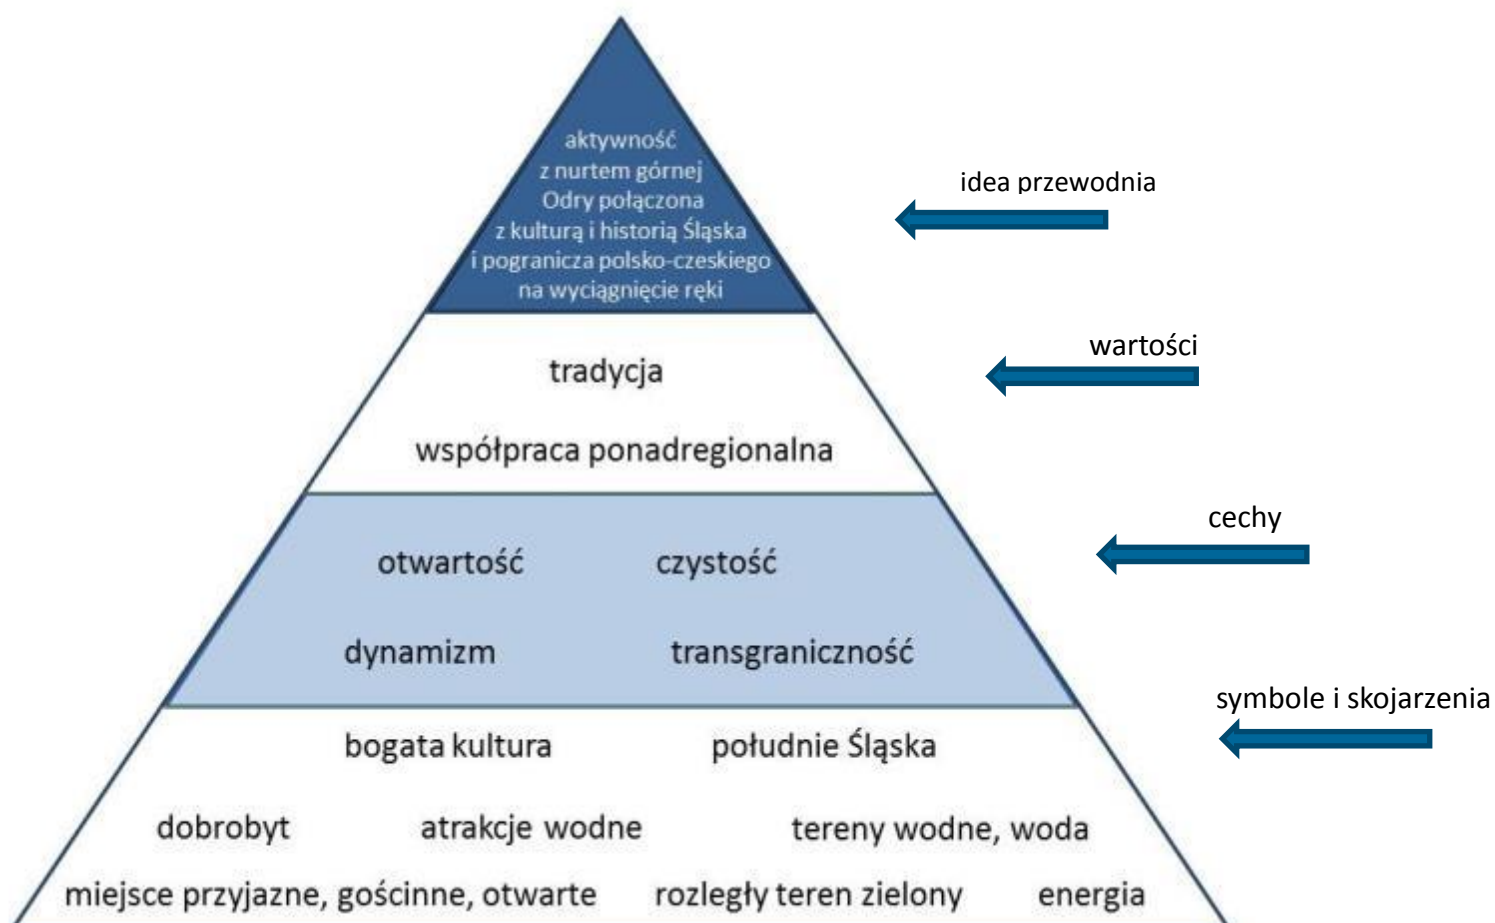 aktywność
z nurtem górnej
Odry połączona
z kulturą i historią Śląska
i pogranicza polsko-czeskiego
na wyciągnięcie ręki
idea przewodnia
tradycja
współpraca ponadregionalna
wartości
otwartość czystość
dynamizm transgraniczność
cechy
bogata kultura południe Śląska
dobrobyt atrakcje wodne tereny wodne, woda
miejsce przyjazne, gościnne, otwarte rozległy teren zielony energia
symbole i skojarzenia